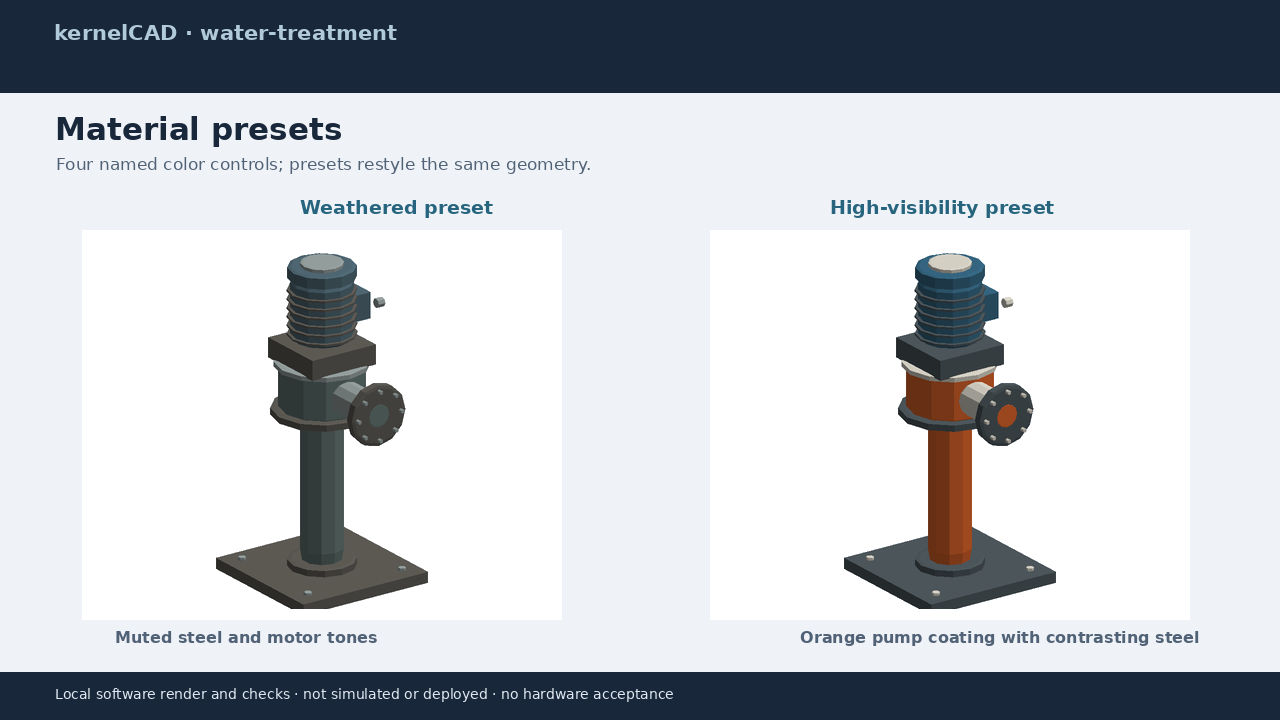 kernelCAD · water-treatment
Material presets
Four named color controls; presets restyle the same geometry.
Weathered preset
High-visibility preset
Muted steel and motor tones
Orange pump coating with contrasting steel
Local software render and checks · not simulated or deployed · no hardware acceptance